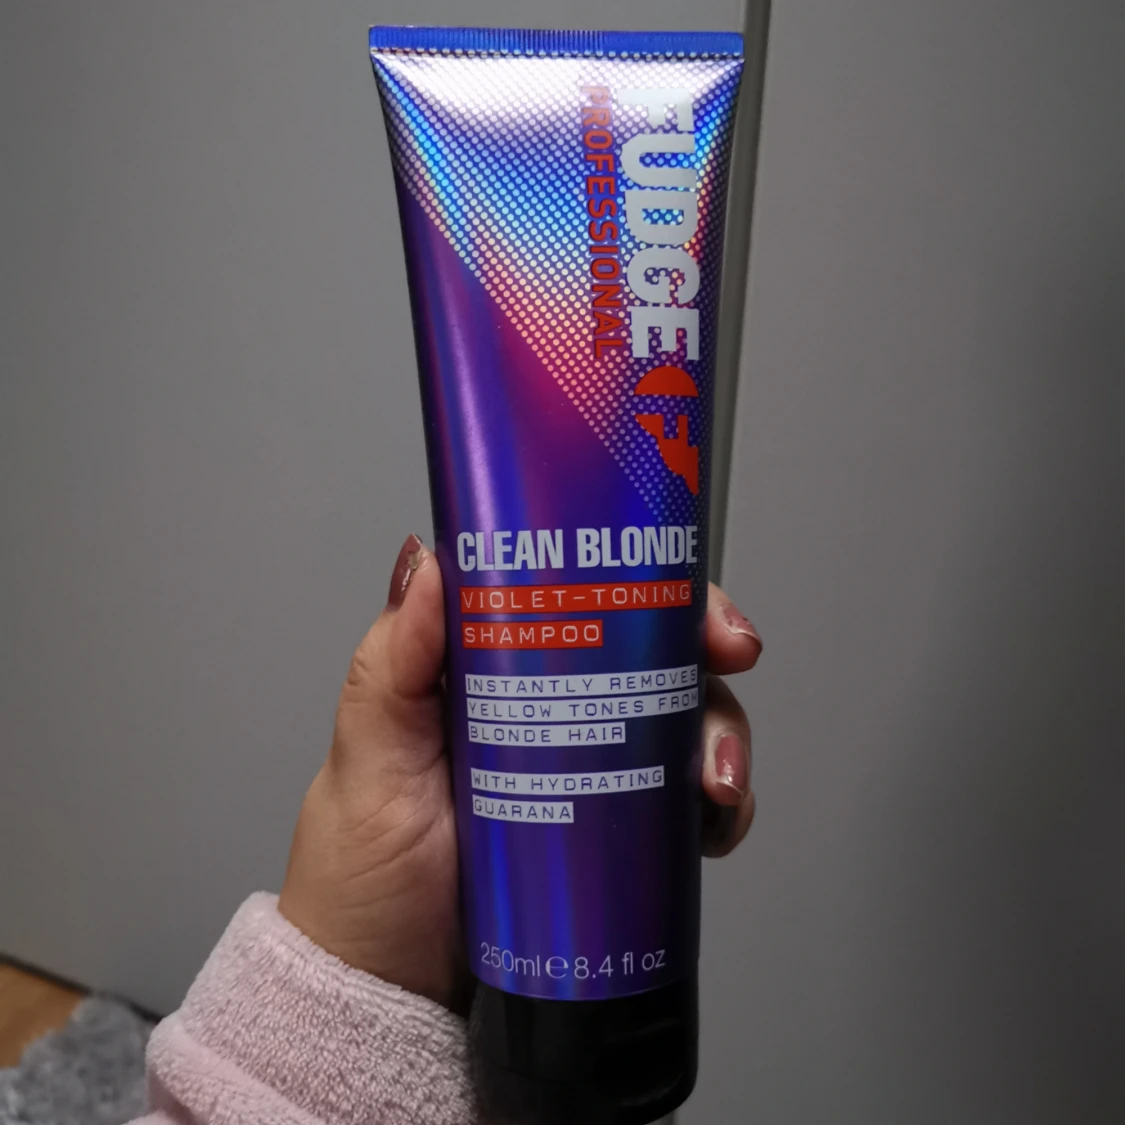 FUDGE
PROFESSIONAL
F
CLEAN BLONDE
VIOLET-TONING
SHAMPOO
INSTANTLY REMOVES
YELLOW TONES FROM
BLONDE HAIR
WITH HYDRATING
GUARANA
250ml e 8.4 fl oz